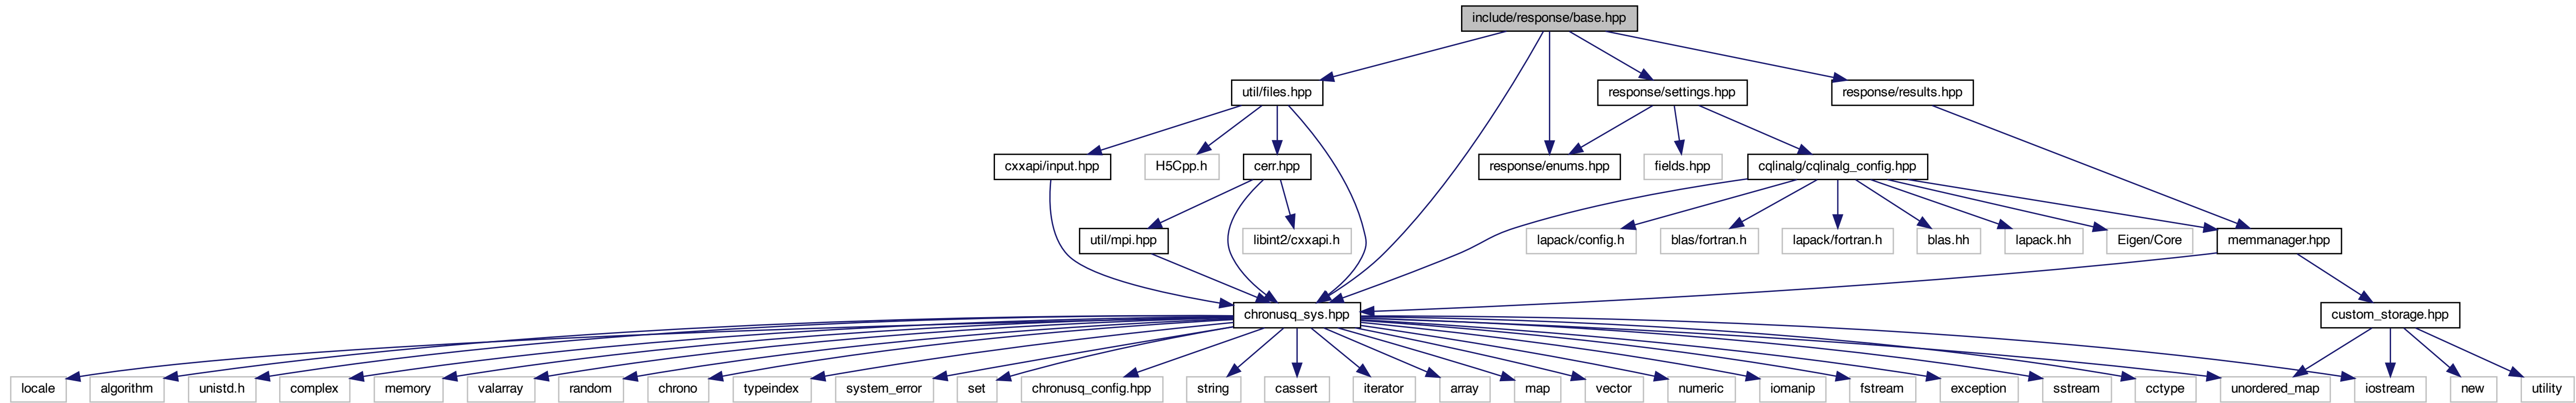 include/response/base.hpp
util/files.hpp
response/settings.hpp
response/results.hpp
cxxapi/input.hpp
H5Cpp.h
cerr.hpp
response/enums.hpp
fields.hpp
cqlinalg/cqlinalg_config.hpp
util/mpi.hpp
libint2/cxxapi.h
lapack/config.h
blas/fortran.h
lapack/fortran.h
blas.hh
lapack.hh
Eigen/Core
memmanager.hpp
chronusq_sys.hpp
custom_storage.hpp
locale
algorithm
unistd.h
complex
memory
valarray
random
chrono
typeindex
system_error
set
chronusq_config.hpp
string
cassert
iterator
array
map
vector
numeric
iomanip
fstream
exception
sstream
cctype
unordered_map
iostream
new
utility